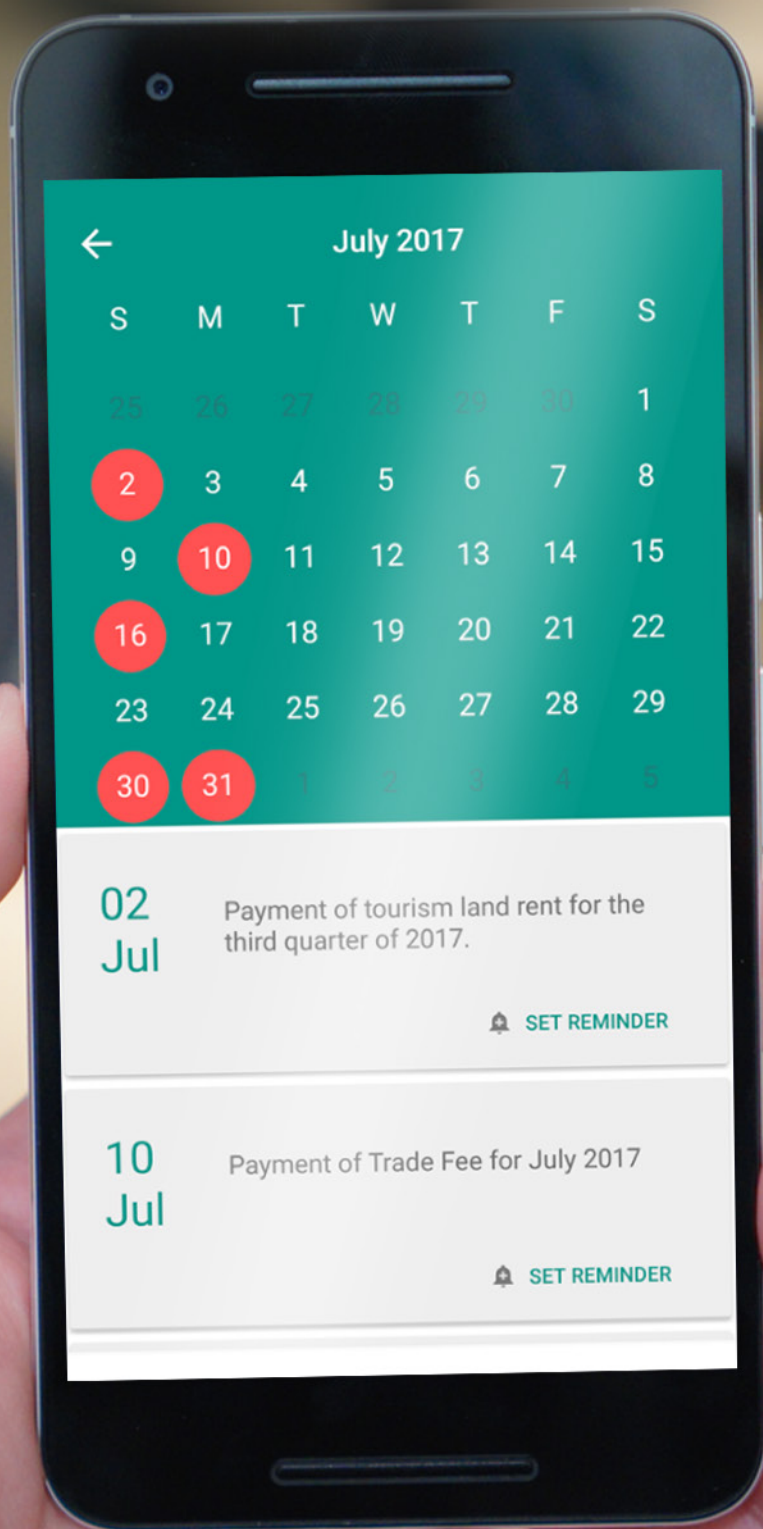 July 2017
S M T W T F S
25 26 27 28 29 30 1
2 3 4 5 6 7 8
9 10 11 12 13 14 15
16 17 18 19 20 21 22
23 24 25 26 27 28 29
30 31 1 2 3 4 5
02
Jul
Payment of tourism land rent for the
third quarter of 2017.
SET REMINDER
10
Jul
Payment of Trade Fee for July 2017
SET REMINDER